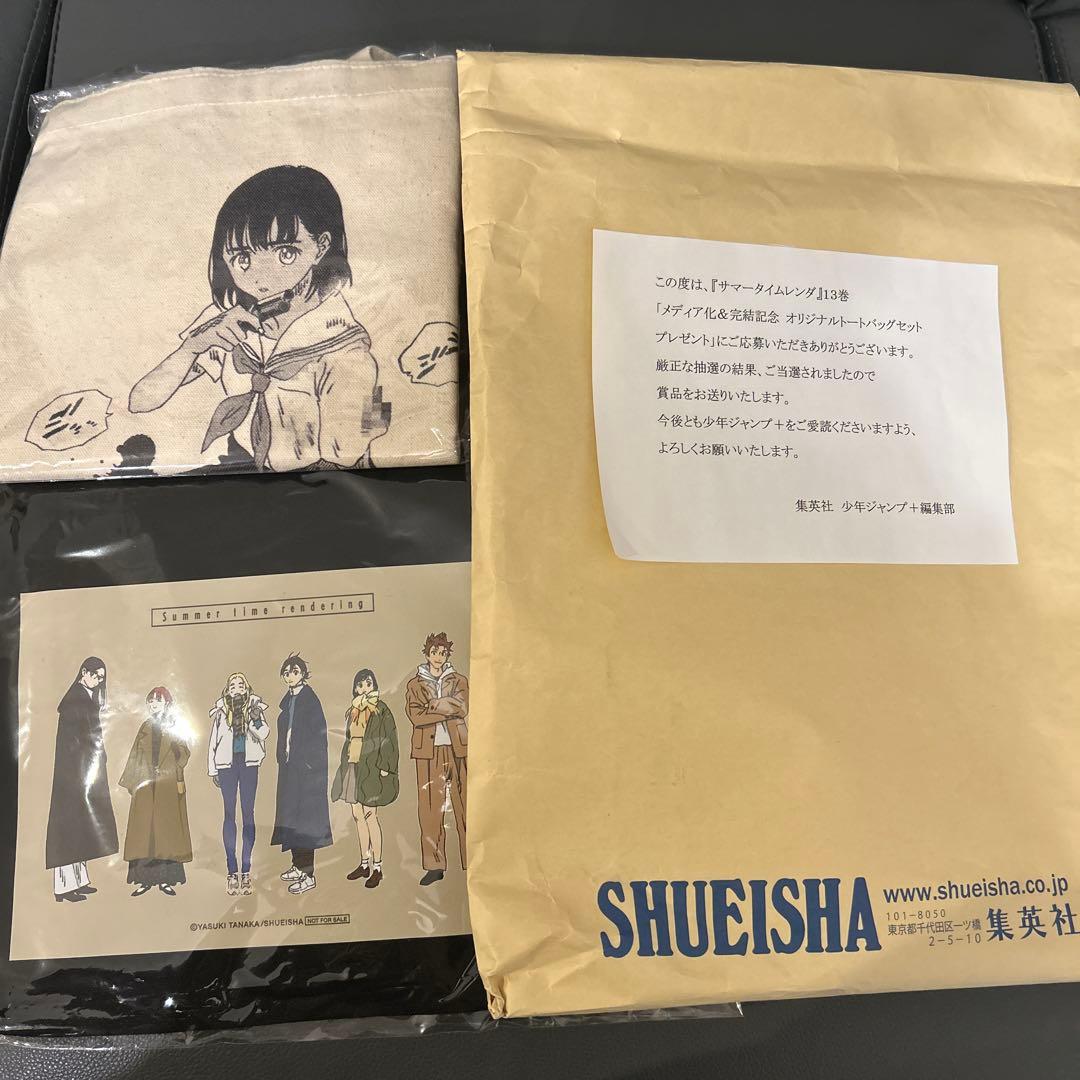 この度は、『サマータイムレンダ』13巻
「メディア化＆完結記念 オリジナルトートバッグセット
プレゼント」にご応募いただきありがとうございます。
厳正な抽選の結果、ご当選されましたので
賞品をお送りいたします。
今後とも少年ジャンプ＋をご愛読くださいますよう、
よろしくお願いいたします。
集英社 少年ジャンプ＋編集部
Summer time rendering
©YASUKI TANAKA/SHUEISHA NOT FOR SALE
SHUEISHA
www.shueisha.co.jp
101-8050
東京都千代田区一ツ橋
2-5-10
集英社